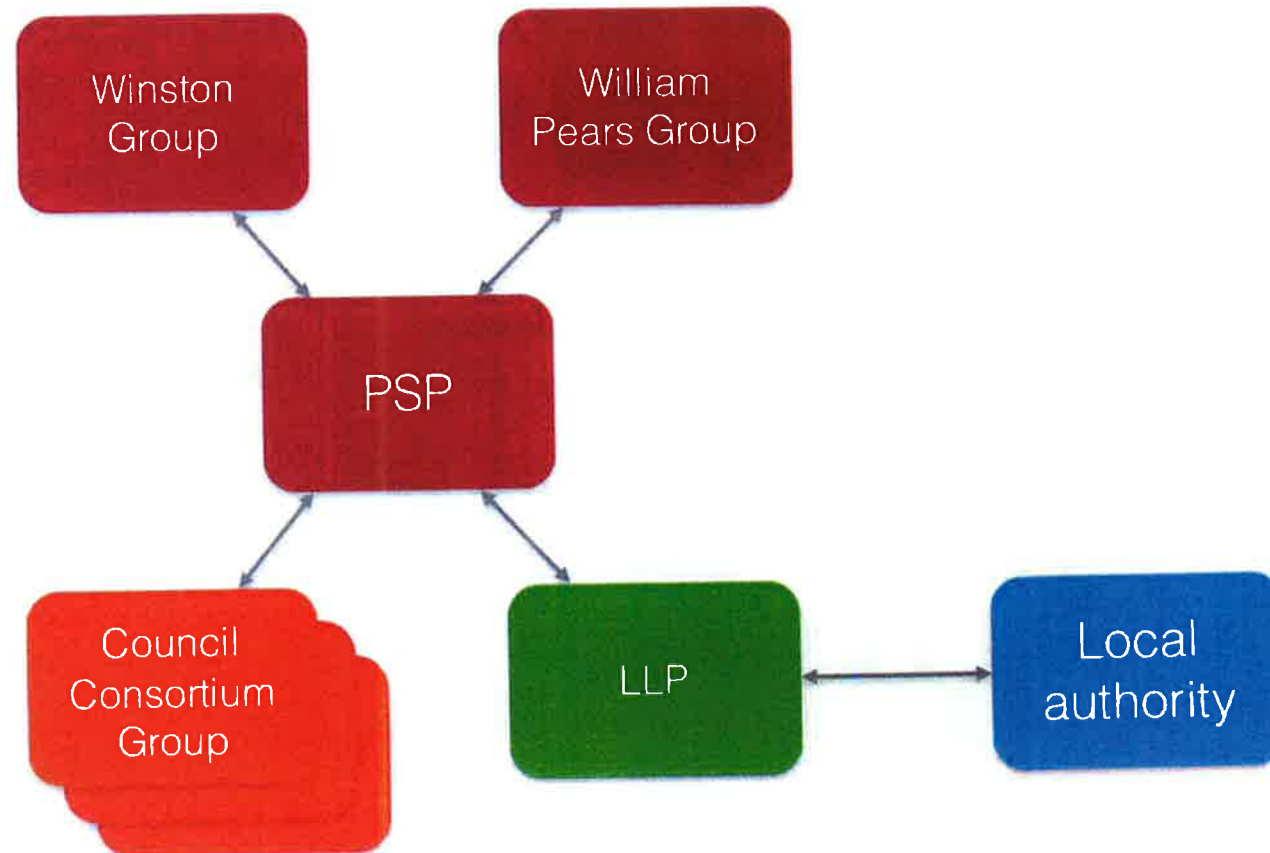 Winston
Group
William
Pears Group
PSP
Council
Consortium
Group
LLP
Local
authority